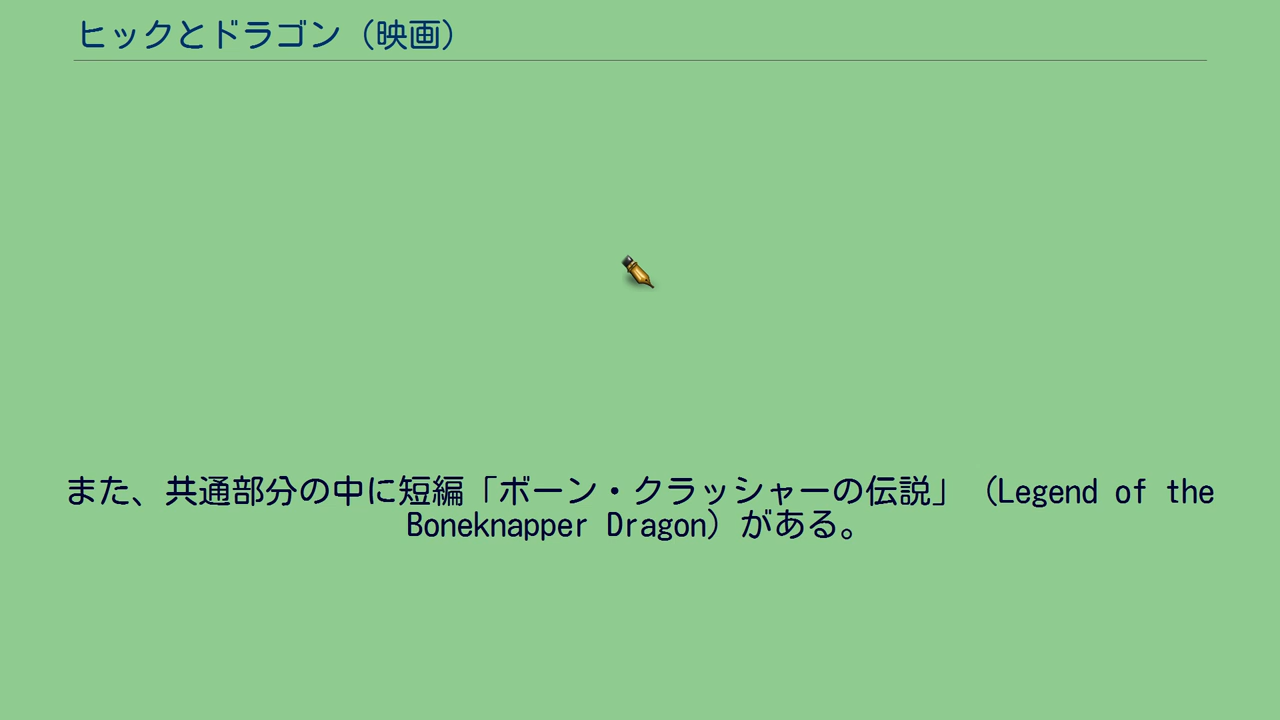 ヒックとドラゴン（映画）
また、共通部分の中に短編「ボーン・クラッシャーの伝説」（Legend of the
Boneknapper Dragon）がある。